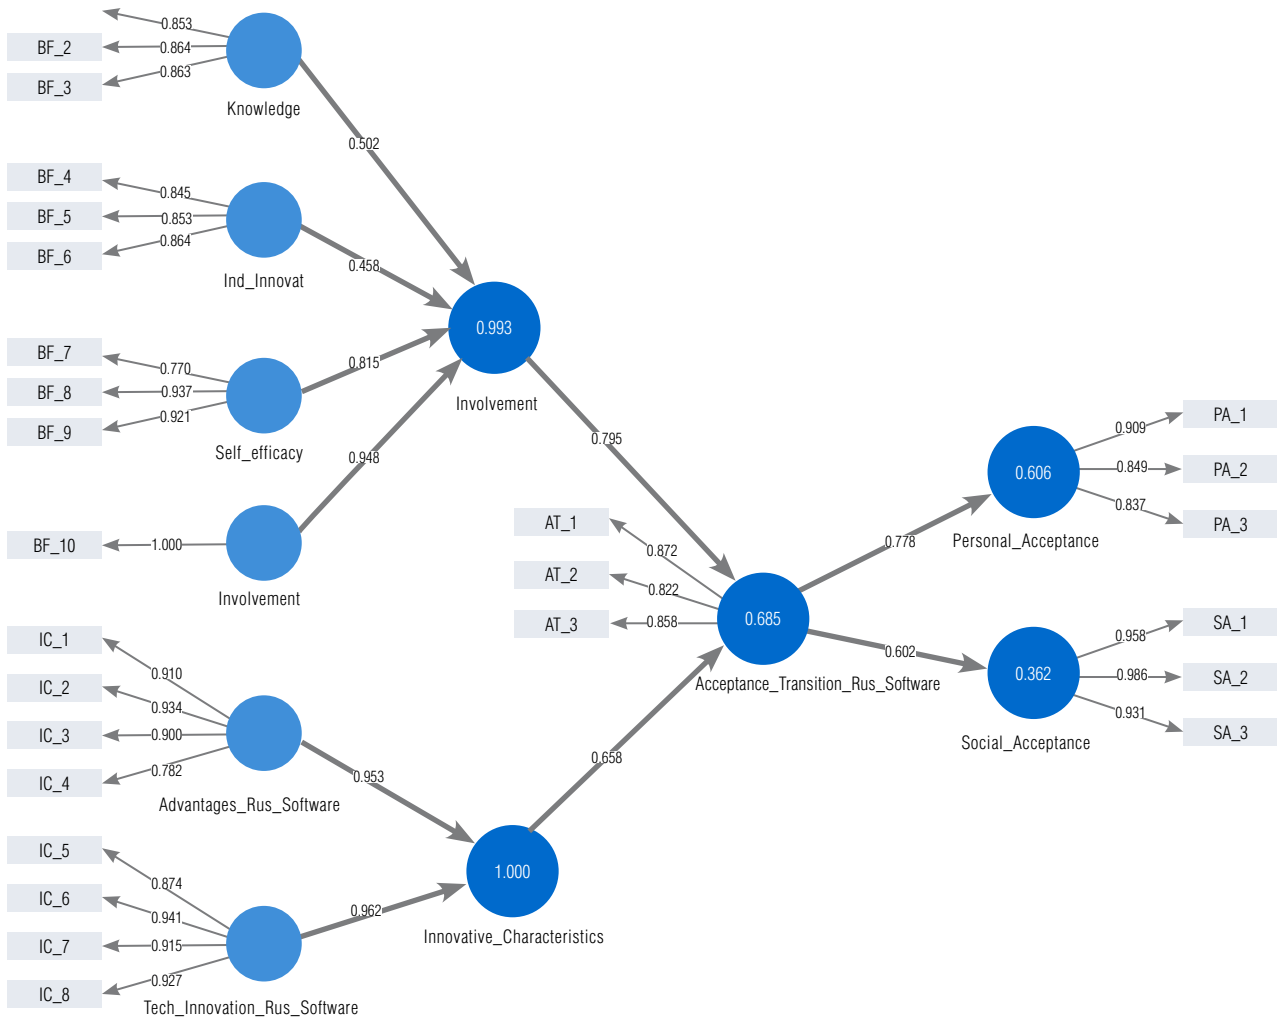 0.853
BF_2
0.864
BF_3
0.863
Knowledge
0.502
BF_4
0.845
BF_5
0.853
BF_6
0.864
Ind_Innovat
0.458
0.993
Involvement
BF_7
0.770
BF_8
0.937
BF_9
0.921
Self_efficacy
0.815
0.948
BF_10
1.000
Involvement
0.795
AT_1
0.872
AT_2
0.822
AT_3
0.858
0.685
Acceptance_Transition_Rus_Software
0.778
0.606
Personal_Acceptance
0.909
PA_1
0.849
PA_2
0.837
PA_3
0.602
0.362
Social_Acceptance
0.958
SA_1
0.986
SA_2
0.931
SA_3
IC_1
0.910
IC_2
0.934
IC_3
0.900
IC_4
0.782
Advantages_Rus_Software
0.953
0.658
IC_5
0.874
IC_6
0.941
IC_7
0.915
IC_8
0.927
Tech_Innovation_Rus_Software
0.962
1.000
Innovative_Characteristics